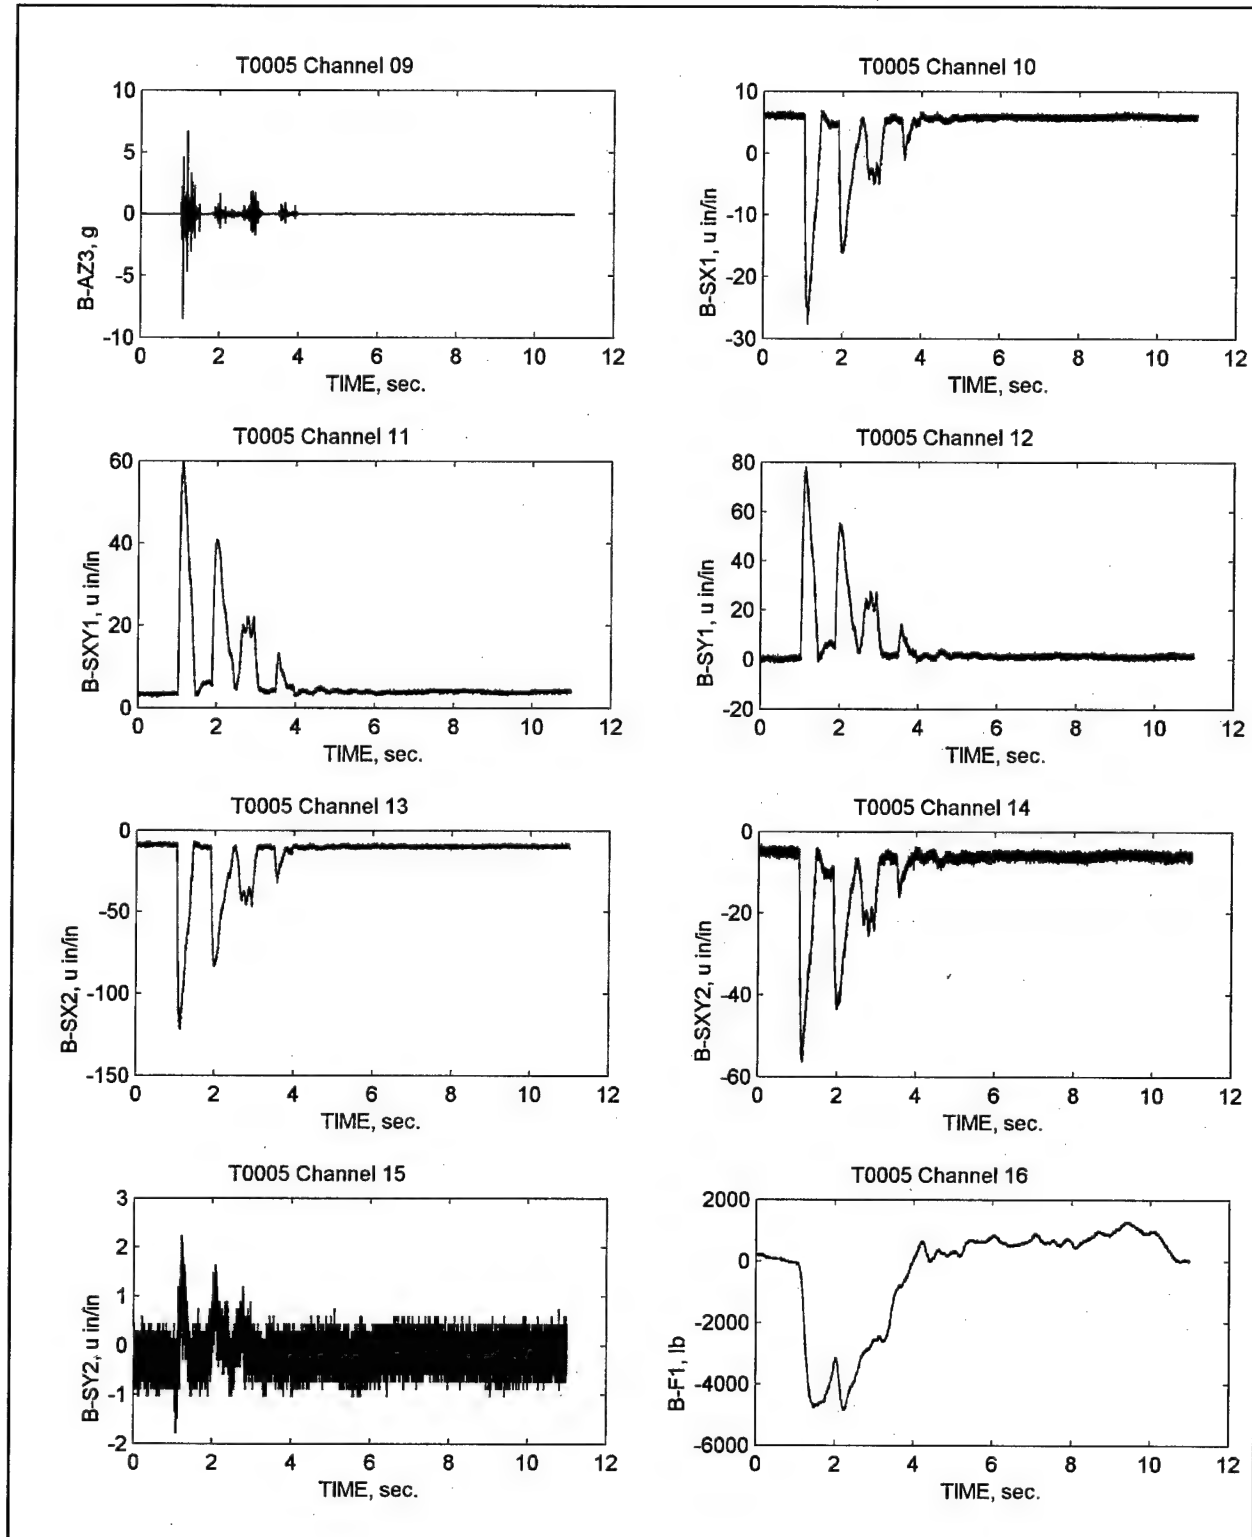 T0005 Channel 09
10
5
0
-5
-10
B-AZ3, g
0 2 4 6 8 10 12
TIME, sec.
T0005 Channel 10
10
0
-10
-20
-30
B-SX1, u in/in
0 2 4 6 8 10 12
TIME, sec.
T0005 Channel 11
60
40
20
0
B-SXY1, u in/in
0 2 4 6 8 10 12
TIME, sec.
T0005 Channel 12
80
60
40
20
0
-20
B-SY1, u in/in
0 2 4 6 8 10 12
TIME, sec.
T0005 Channel 13
0
-50
-100
-150
B-SX2, u in/in
0 2 4 6 8 10 12
TIME, sec.
T0005 Channel 14
0
-20
-40
-60
B-SXY2, u in/in
0 2 4 6 8 10 12
TIME, sec.
T0005 Channel 15
3
2
1
0
-1
-2
B-SY2, u in/in
0 2 4 6 8 10 12
TIME, sec.
T0005 Channel 16
2000
0
-2000
-4000
-6000
B-F1, lb
0 2 4 6 8 10 12
TIME, sec.